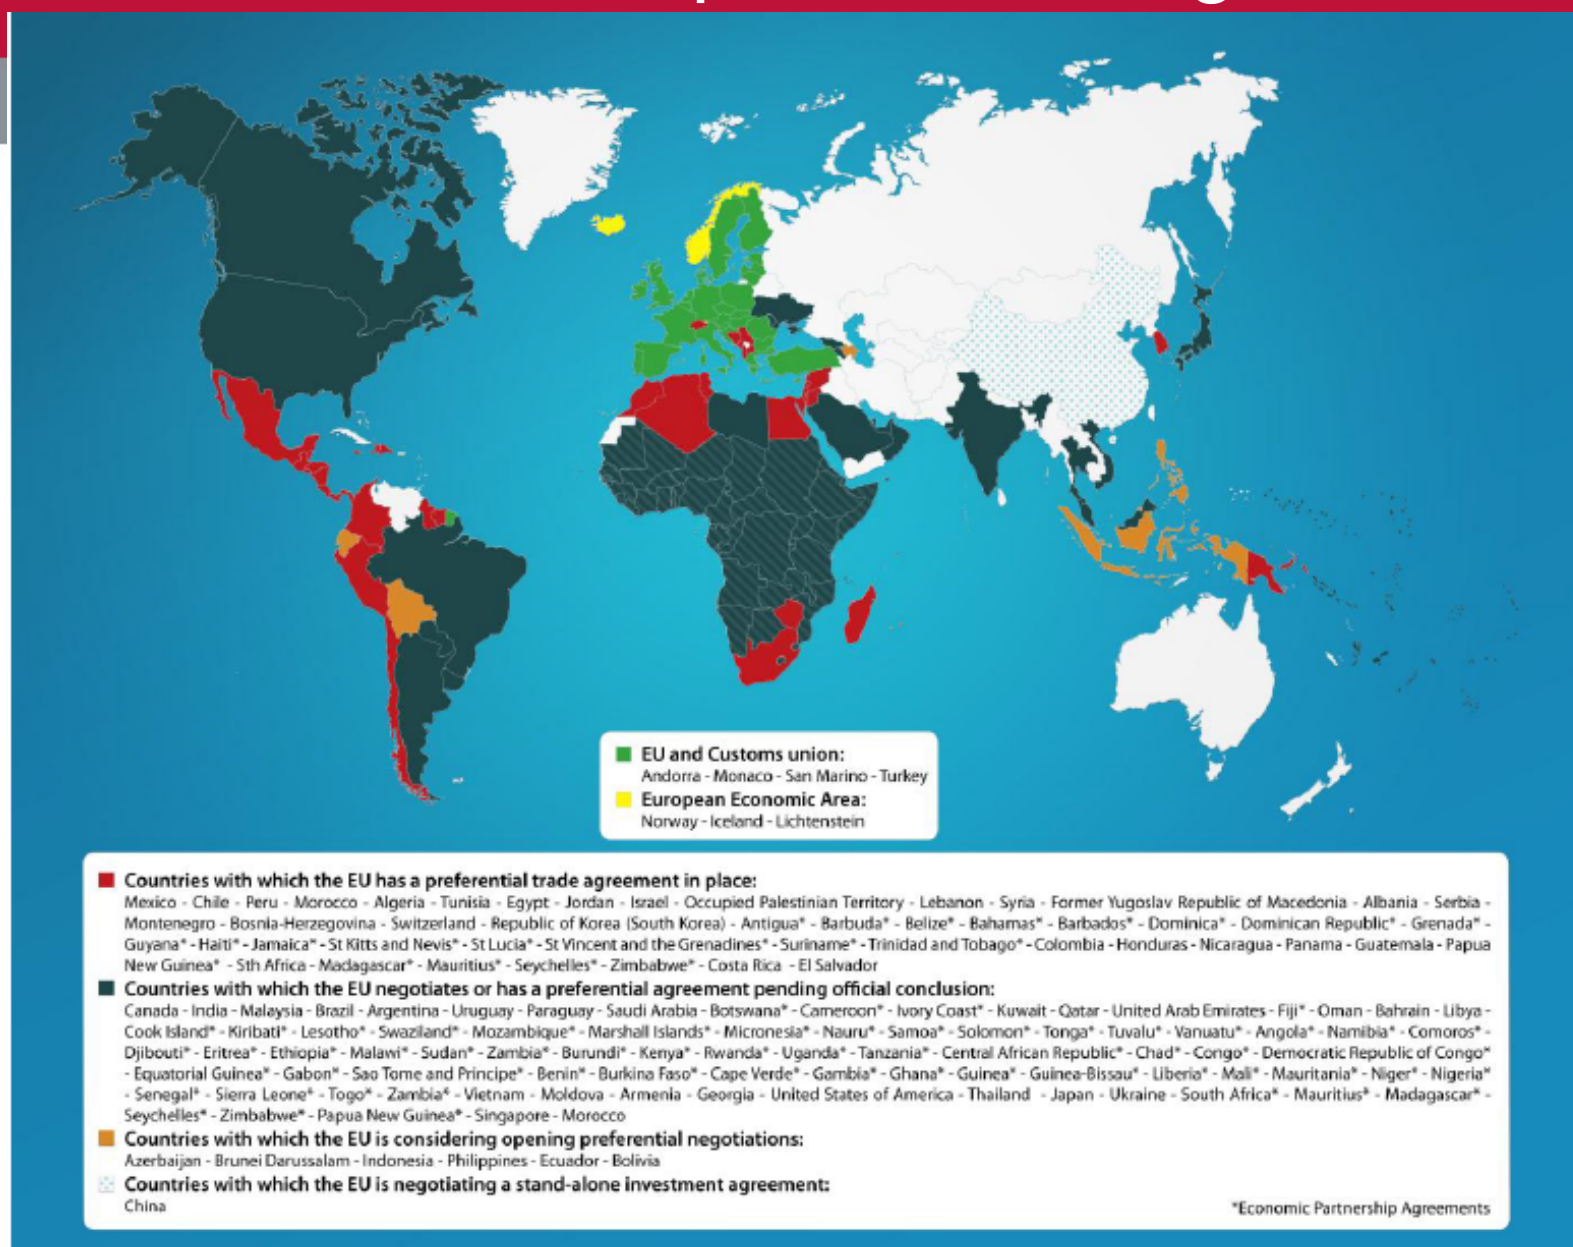 EU and Customs union:
Andorra - Monaco - San Marino - Turkey
European Economic Area:
Norway - Iceland - Lichtenstein
Countries with which the EU has a preferential trade agreement in place:
Mexico - Chile - Peru - Morocco - Algeria - Tunisia - Egypt - Jordan - Israel - Occupied Palestinian Territory - Lebanon - Syria - Former Yugoslav Republic of Macedonia - Albania - Serbia -
Montenegro - Bosnia-Herzegovina - Switzerland - Republic of Korea (South Korea) - Antigua* - Barbuda* - Belize* - Bahamas* - Barbados* - Dominica* - Dominican Republic* - Grenada* -
Guyana* - Haiti* - Jamaica* - St Kitts and Nevis* - St Lucia* - St Vincent and the Grenadines* - Suriname* - Trinidad and Tobago* - Colombia - Honduras - Nicaragua - Panama - Guatemala - Papua
New Guinea* - Sth Africa - Madagascar* - Mauritius* - Seychelles* - Zimbabwe* - Costa Rica - El Salvador
Countries with which the EU negotiates or has a preferential agreement pending official conclusion:
Canada - India - Malaysia - Brazil - Argentina - Uruguay - Paraguay - Saudi Arabia - Botswana* - Cameroon* - Ivory Coast* - Kuwait - Qatar - United Arab Emirates - Fiji* - Oman - Bahrain - Libya -
Cook Island* - Kiribati* - Lesotho* - Swaziland* - Mozambique* - Marshall Islands* - Micronesia* - Nauru* - Samoa* - Solomon* - Tonga* - Tuvalu* - Vanuatu* - Angola* - Namibia* - Comoros* -
Djibouti* - Eritrea* - Ethiopia* - Malawi* - Sudan* - Zambia* - Burundi* - Kenya* - Rwanda* - Uganda* - Tanzania* - Central African Republic* - Chad* - Congo* - Democratic Republic of Congo*
- Equatorial Guinea* - Gabon* - Sao Tome and Principe* - Benin* - Burkina Faso* - Cape Verde* - Gambia* - Ghana* - Guinea* - Guinea-Bissau* - Liberia* - Mali* - Mauritania* - Niger* - Nigeria*
- Senegal* - Sierra Leone* - Togo* - Zambia* - Vietnam - Moldova - Armenia - Georgia - United States of America - Thailand - Japan - Ukraine - South Africa* - Mauritius* - Madagascar* -
Seychelles* - Zimbabwe* - Papua New Guinea* - Singapore - Morocco
Countries with which the EU is considering opening preferential negotiations:
Azerbaijan - Brunei Darussalam - Indonesia - Philippines - Ecuador - Bolivia
Countries with which the EU is negotiating a stand-alone investment agreement:
China
*Economic Partnership Agreements